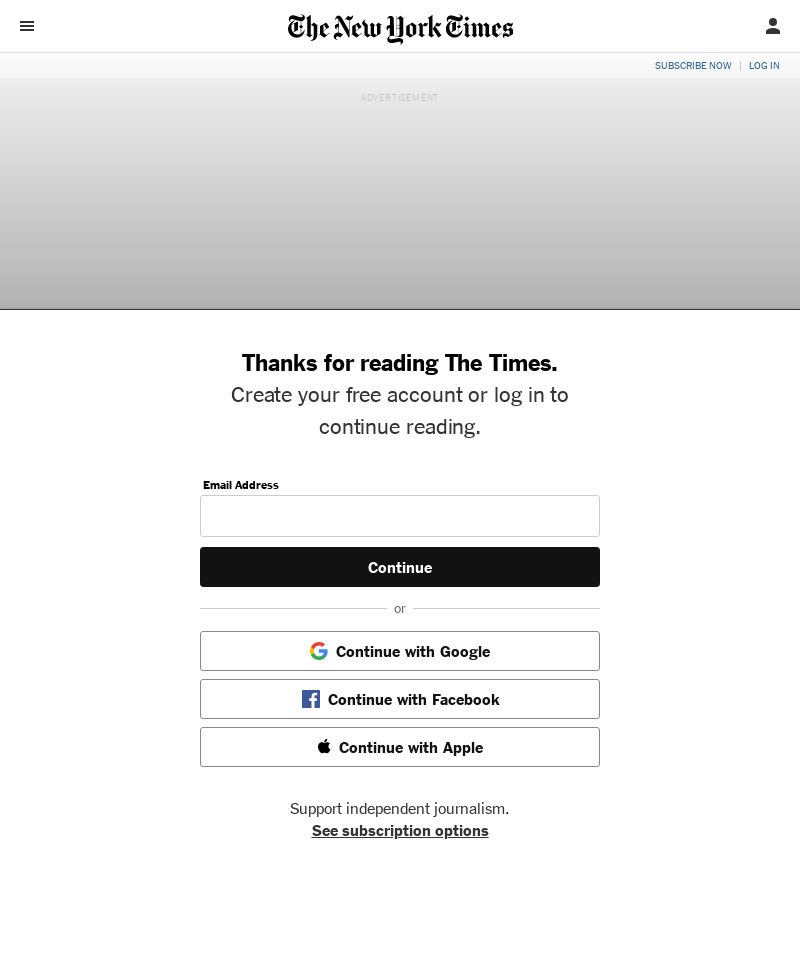 The New York Times
SUBSCRIBE NOW | LOG IN
ADVERTISEMENT
Thanks for reading The Times.
Create your free account or log in to
continue reading.
Email Address
Continue
or
Continue with Google
Continue with Facebook
Continue with Apple
Support independent journalism.
See subscription options